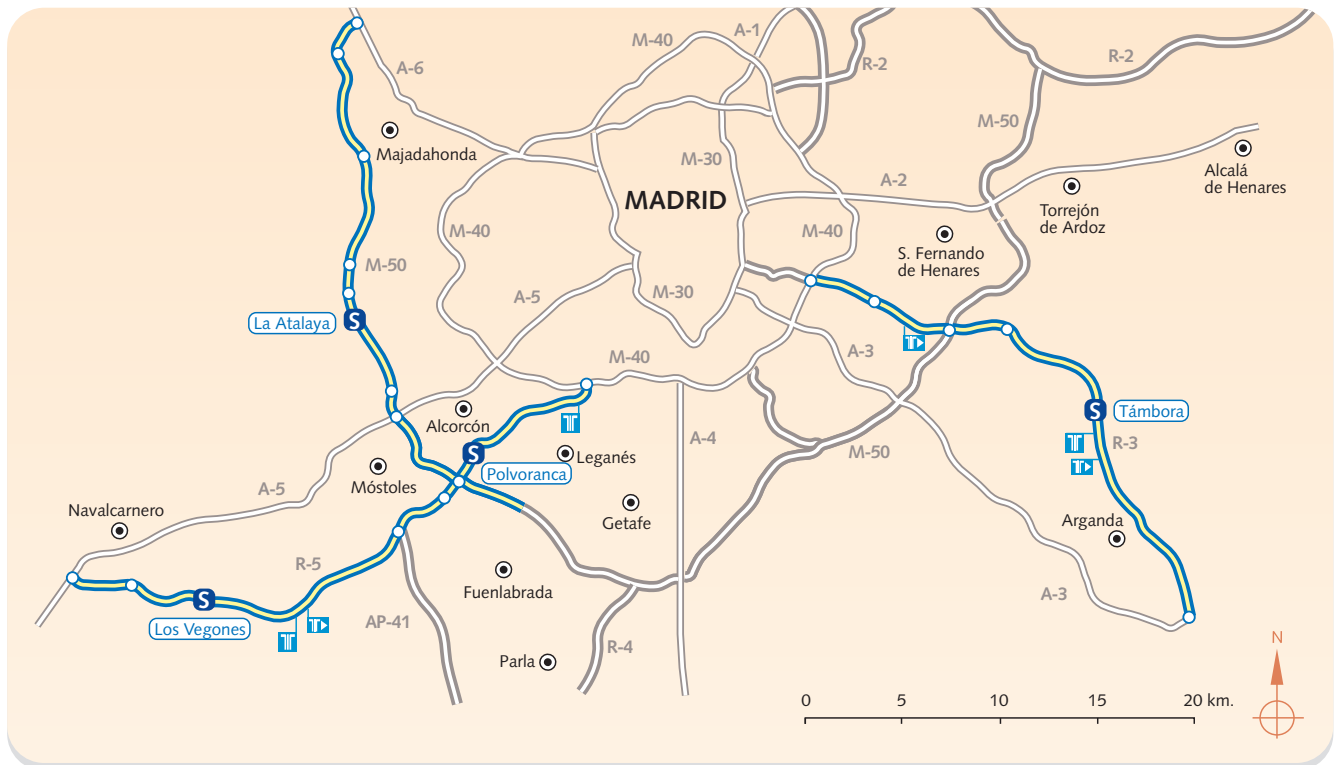 M-40
A-1
A-6
R-2
R-2
M-50
Majadahonda
M-30
A-2
Alcalá
de Henares
MADRID
Torrejón
de Ardoz
M-40
M-40
S. Fernando
de Henares
M-50
A-5
M-30
La Atalaya
S
M-40
A-3
T
Alcorcón
S
Támbora
T
A-4
R-3
M-50
S
Polvoranca
Leganés
T
Móstoles
A-5
Getafe
Navalcarnero
Arganda
R-5
Fuenlabrada
A-3
S
Los Vegones
T
T
AP-41
R-4
Parla
N
0 5 10 15 20 km.